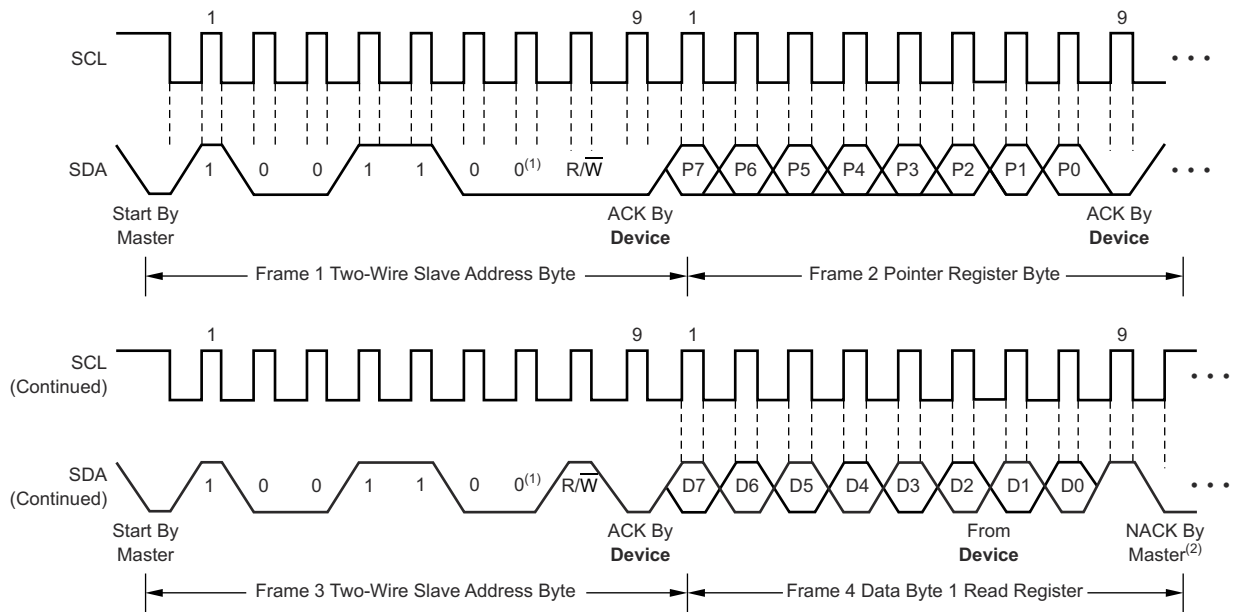 1 9 1 9
SCL
SDA 1 0 0 1 1 0 0(1) R/W P7 P6 P5 P4 P3 P2 P1 P0
Start By ACK By ACK By
Master Device Device
Frame 1 Two-Wire Slave Address Byte Frame 2 Pointer Register Byte
1 9 1 9
SCL
(Continued)
SDA
(Continued) 1 0 0 1 1 0 0(1) R/W D7 D6 D5 D4 D3 D2 D1 D0
Start By ACK By From NACK By
Master Device Device Master(2)
Frame 3 Two-Wire Slave Address Byte Frame 4 Data Byte 1 Read Register